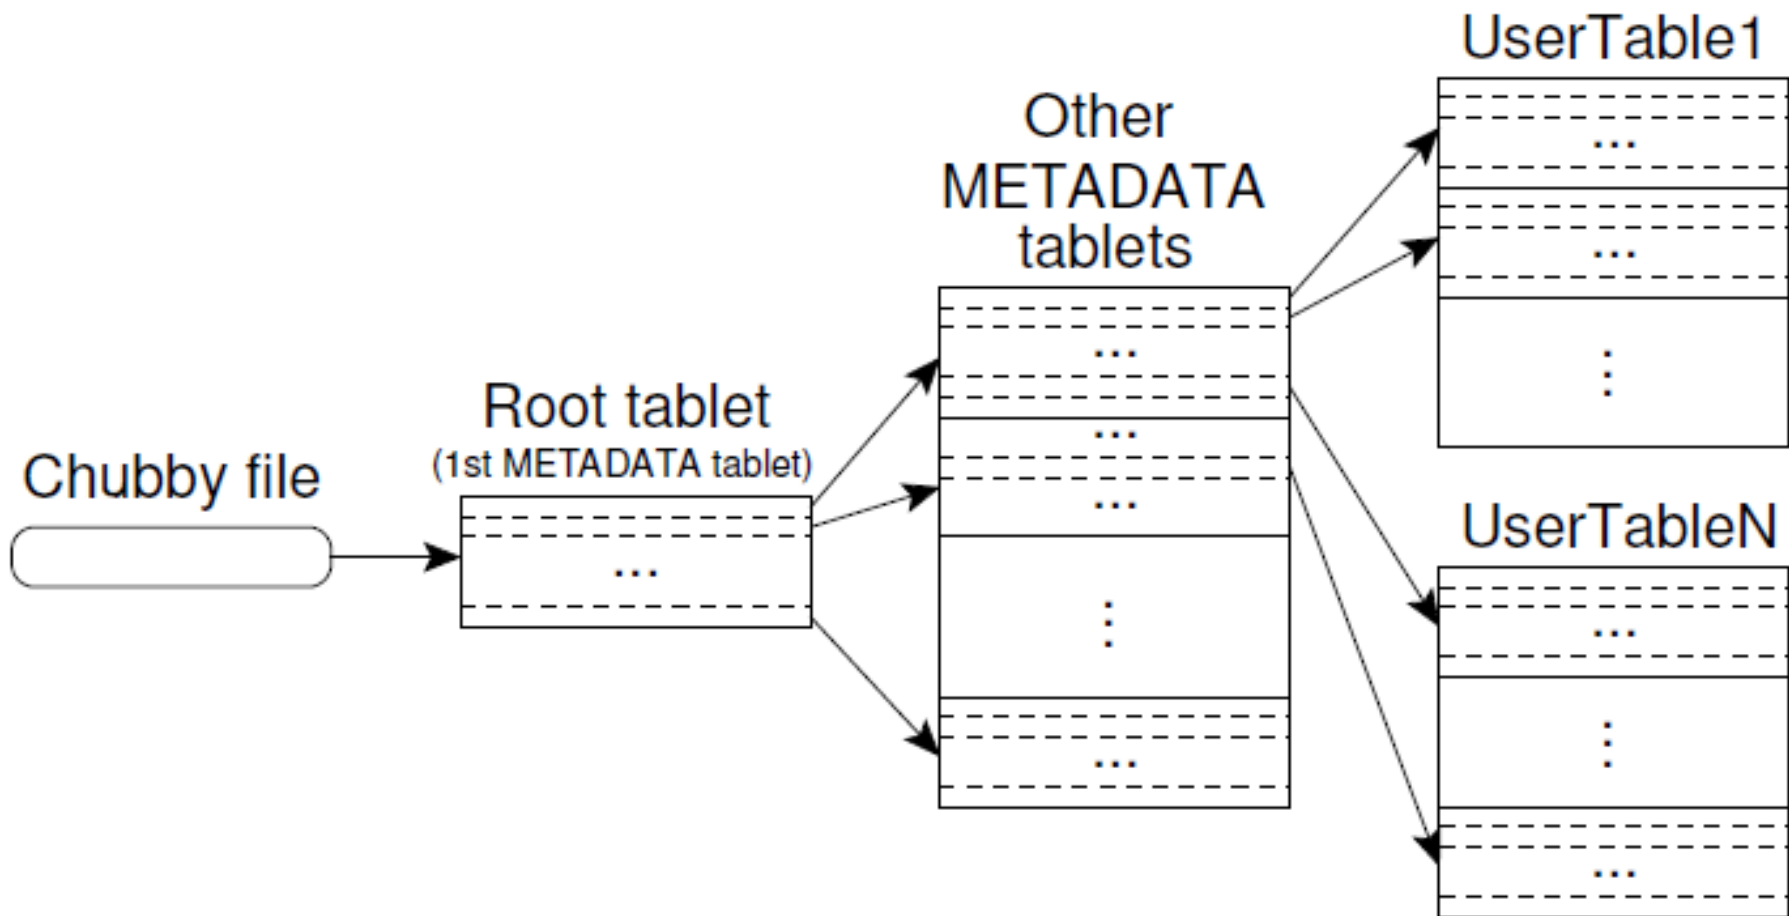 Chubby file
Root tablet
(1st METADATA tablet)
...
Other
METADATA
tablets
...
...
...
⋮
...
UserTable1
...
...
⋮
UserTableN
...
⋮
...